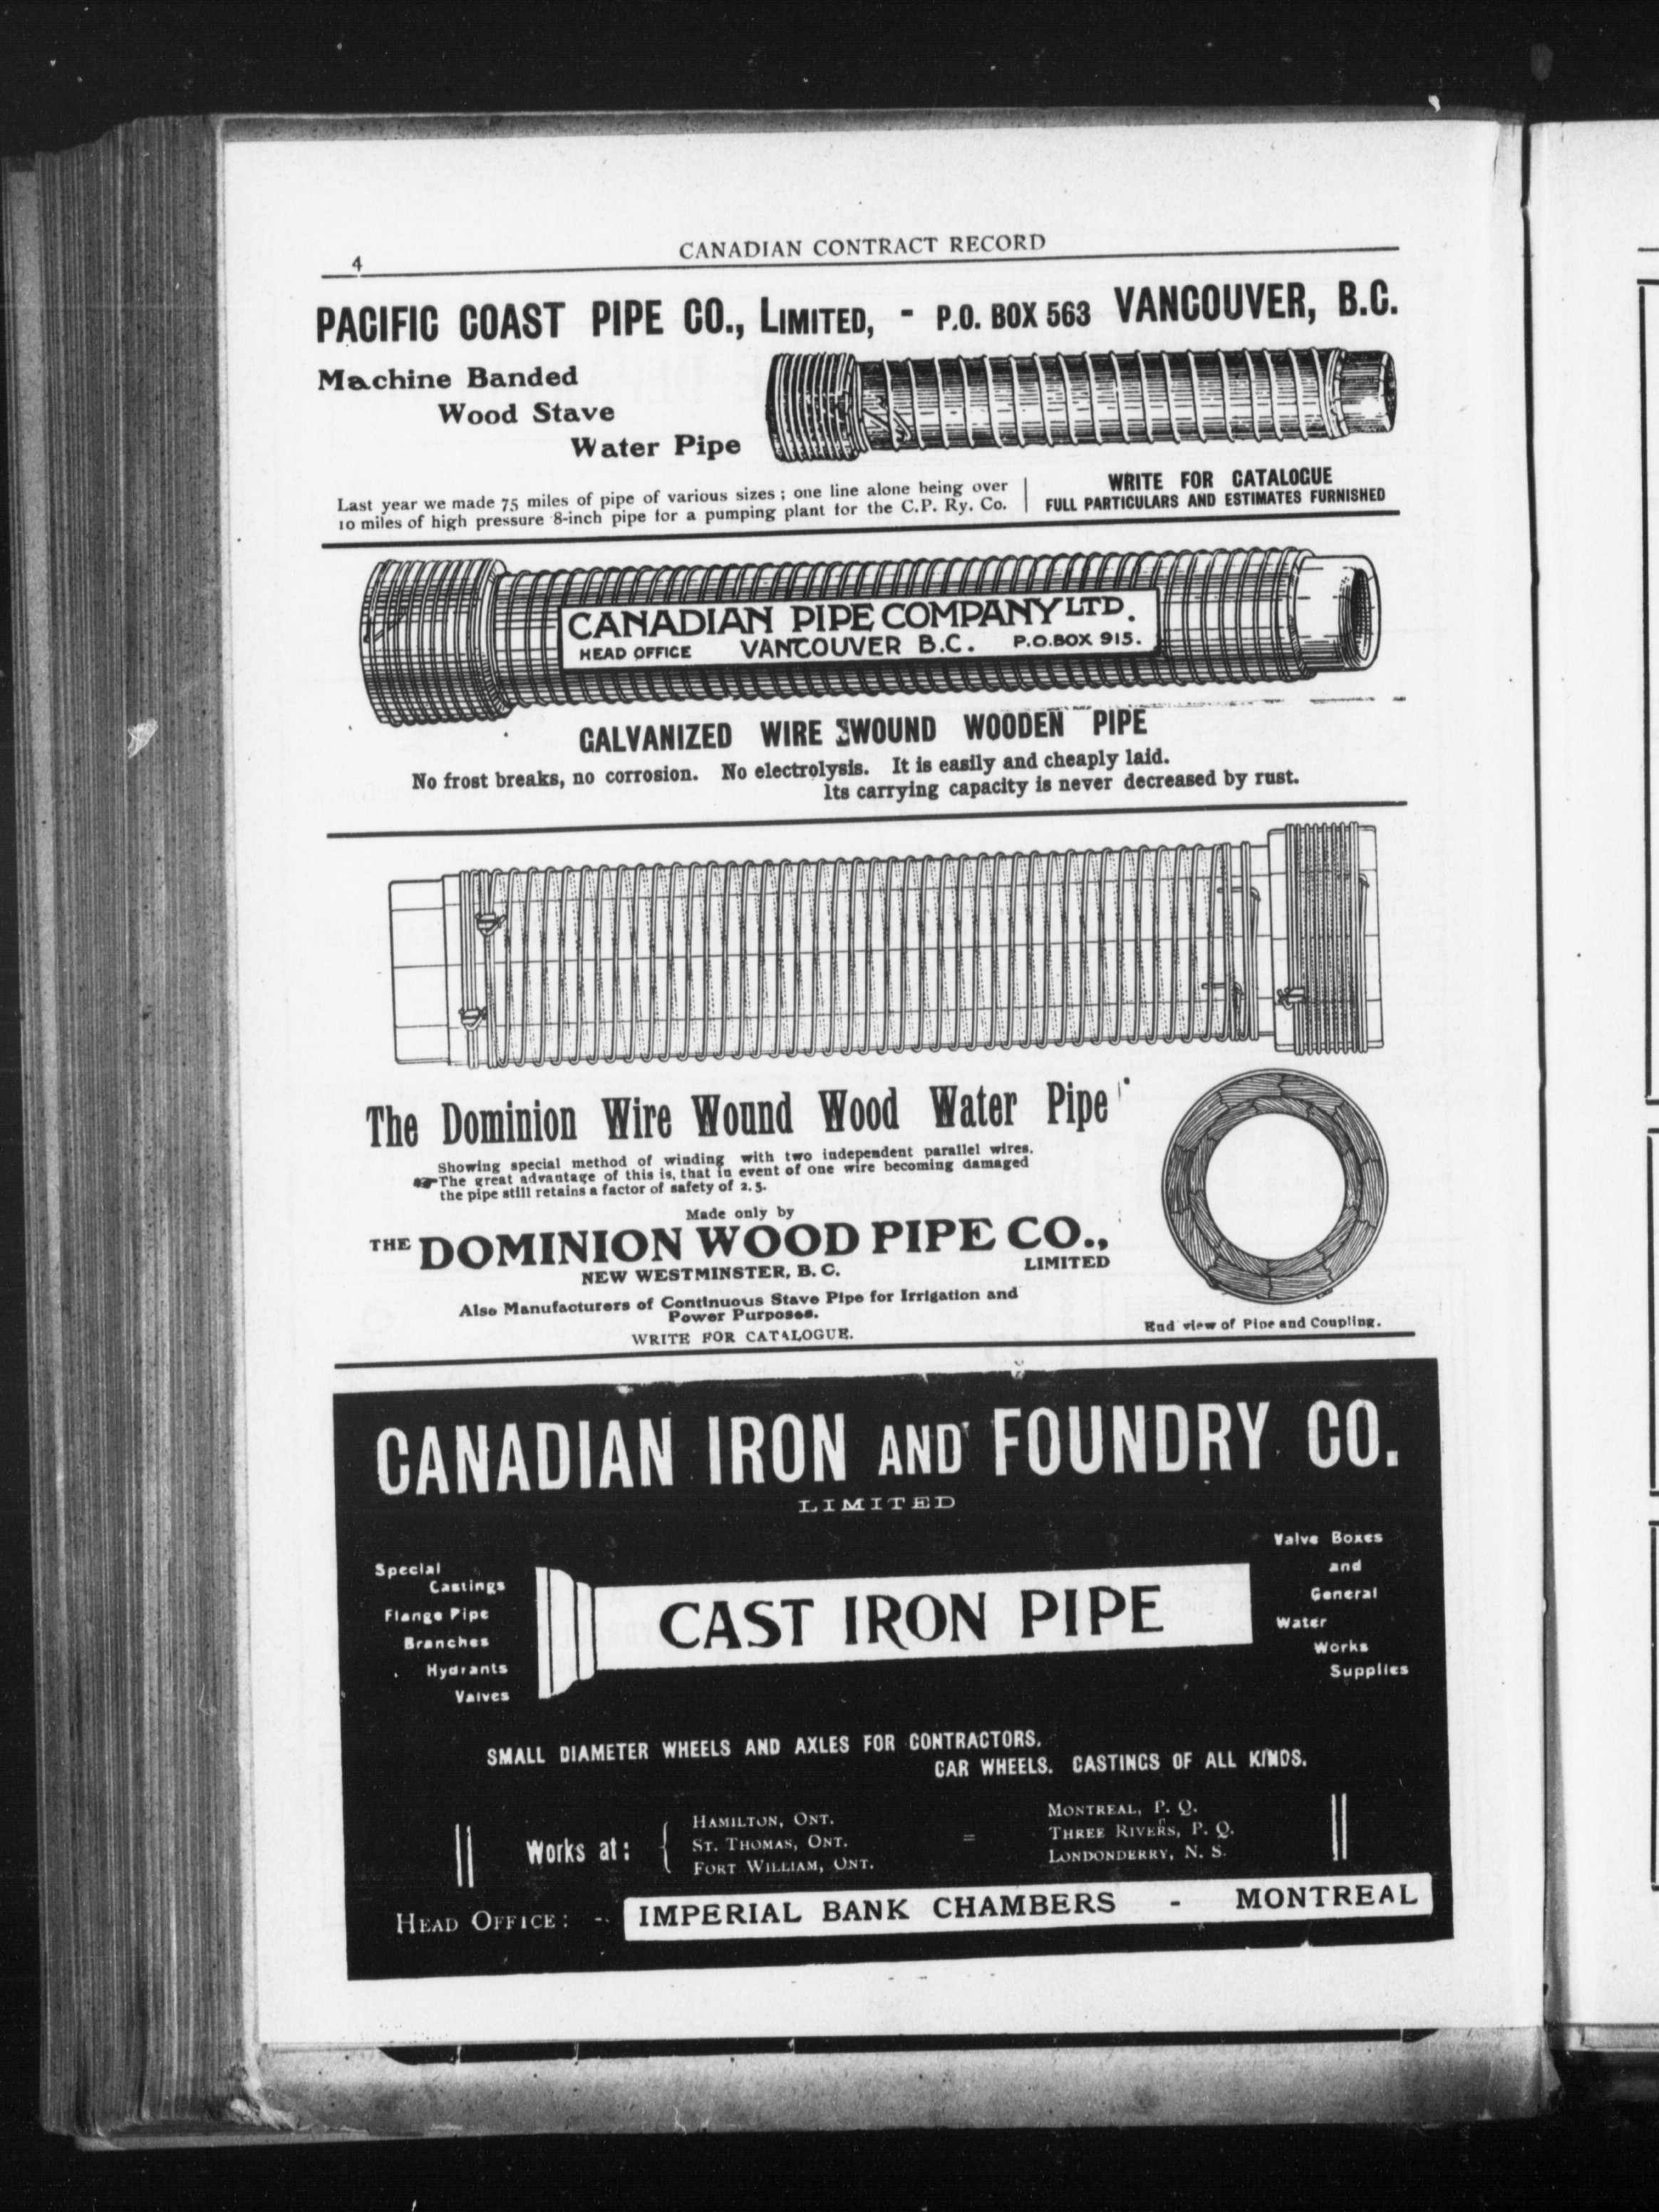 4
CANADIAN CONTRACT RECORD
PACIFIC COAST PIPE CO., LIMITED, - P.O. BOX 563 VANCOUVER, B.C.
Machine Banded
Wood Stave
Water Pipe
Last year we made 75 miles of pipe of various sizes; one line alone being over
10 miles of high pressure 8-inch pipe for a pumping plant for the C.P. Ry. Co.
WRITE FOR CATALOGUE
FULL PARTICULARS AND ESTIMATES FURNISHED
CANADIAN PIPE COMPANY LTD.
HEAD OFFICE VANCOUVER B.C. P.O.BOX 915.
GALVANIZED WIRE WOUND WOODEN PIPE
No frost breaks, no corrosion. No electrolysis. It is easily and cheaply laid.
Its carrying capacity is never decreased by rust.
The Dominion Wire Wound Wood Water Pipe
Showing special method of winding with two independent parallel wires.
☛The great advantage of this is, that in event of one wire becoming damaged
the pipe still retains a factor of safety of 2.5.
Made only by
THE DOMINION WOOD PIPE CO.,
LIMITED
NEW WESTMINSTER, B. C.
Also Manufacturers of Continuous Stave Pipe for Irrigation and
Power Purposes.
WRITE FOR CATALOGUE.
End view of Pipe and Coupling.
CANADIAN IRON AND FOUNDRY CO.
LIMITED
Special
Castings
Flange Pipe
Branches
Hydrants
Valves
CAST IRON PIPE
Valve Boxes
and
General
Water
Works
Supplies
SMALL DIAMETER WHEELS AND AXLES FOR CONTRACTORS.
CAR WHEELS. CASTINGS OF ALL KINDS.
Works at:
HAMILTON, ONT.
ST. THOMAS, ONT.
FORT WILLIAM, ONT.
=
MONTREAL, P. Q.
THREE RIVERS, P. Q.
LONDONDERRY, N. S.
HEAD OFFICE: - IMPERIAL BANK CHAMBERS - MONTREAL